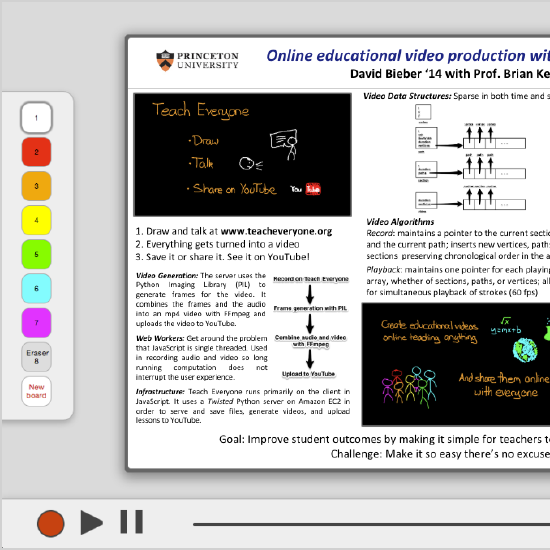 PRINCETON
UNIVERSITY
Online educational video production wit
David Bieber '14 with Prof. Brian Ke
Teach Everyone
· Draw
· Talk
· Share on YouTube
You Tube
1. Draw and talk at www.teacheveryone.org
2. Everything gets turned into a video
3. Save it or share it. See it on YouTube!
Video Generation: The server uses the
Python Imaging Library (PIL) to
generate frames for the video. It
combines the frames and the audio
into an mp4 video with FFmpeg and
uploads the video to YouTube.
Web Workers: Get around the problem
that JavaScript is single threaded. Used
in recording audio and video so long
running computation does not
interrupt the user experience.
Record on Teach Everyone
Frame generation with PIL
Combine audio and video
with FFmpeg
Upload to YouTube
Infrastructure: Teach Everyone runs primarily on the client in
JavaScript. It uses a Twisted Python server on Amazon EC2 in
order to serve and save files, generate videos, and upload
lessons to YouTube.
Video Data Structures: Sparse in both time and s
Video Algorithms
Record: maintains a pointer to the current secti
and the current path; inserts new vertices, path
sections preserving chronological order in the a
Playback: maintains one pointer for each playin
array, whether of sections, paths, or vertices; al
for simultaneous playback of strokes (60 fps)
Create educational videos,
online teaching anything
√x
y=mx+b
And share them online
with everyone
Goal: Improve student outcomes by making it simple for teachers t
Challenge: Make it so easy there's no excuse
1
2
3
4
5
6
7
Eraser
8
New
board